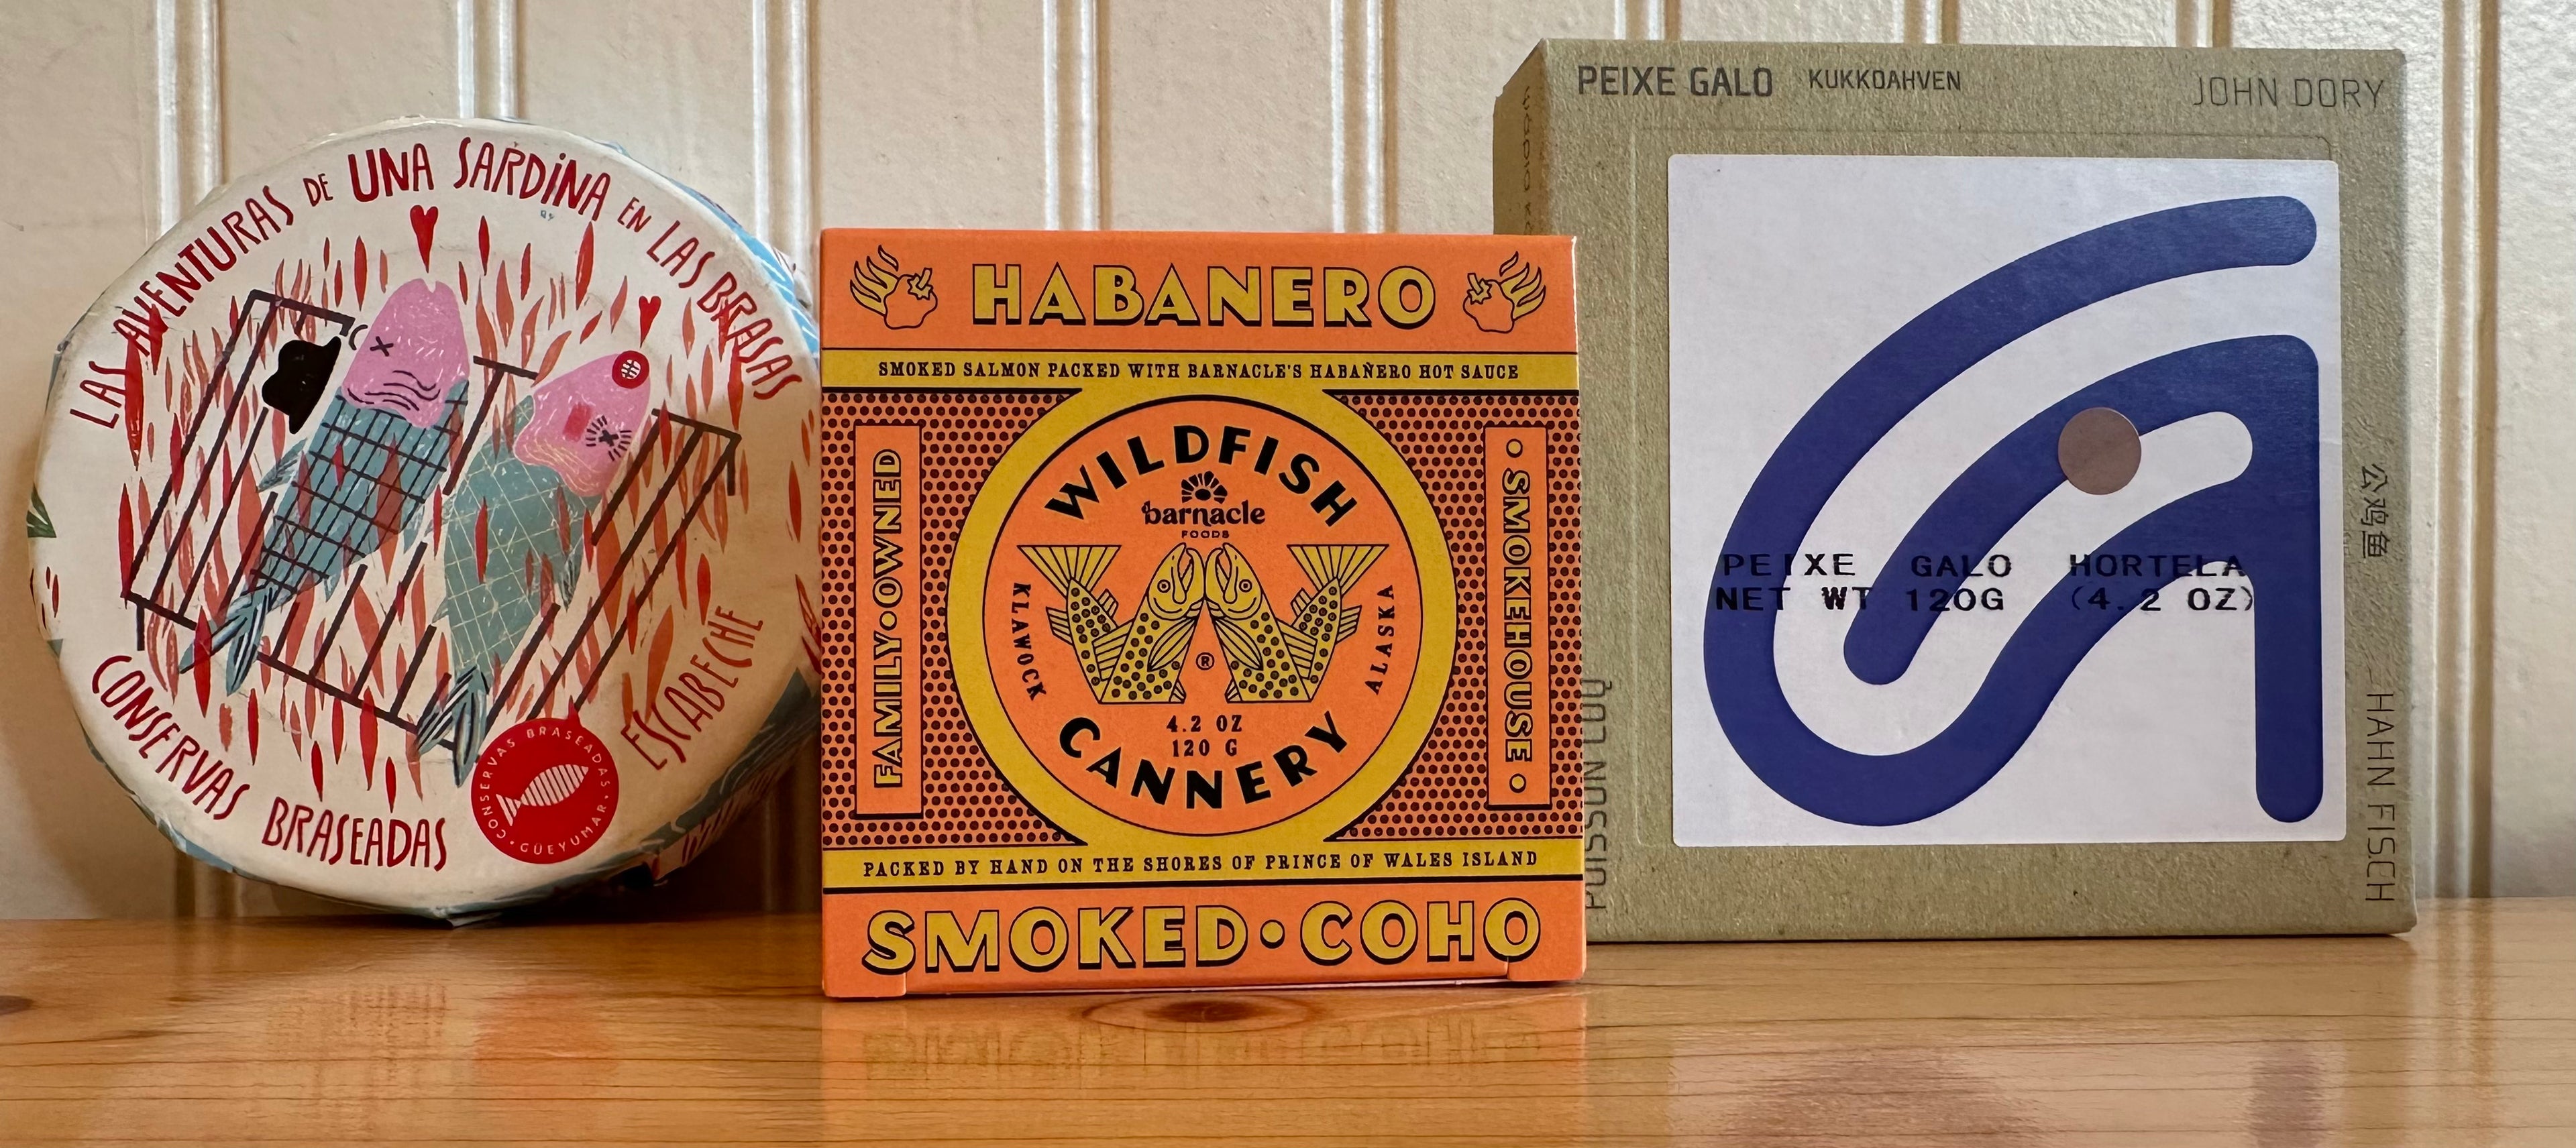 LAS AVENTURAS DE UNA SARDINA EN LAS BRASAS
CONSERVAS BRASEADAS
ESCABECHE
CONSERVAS BRASEADAS
GÜEYUMAR
HABANERO
SMOKED SALMON PACKED WITH BARNACLE'S HABAÑERO HOT SAUCE
FAMILY•OWNED
•SMOKEHOUSE•
WILDFISH
barnacle
FOODS
KLAWOCK
ALASKA
®
4.2 OZ
120 G
CANNERY
PACKED BY HAND ON THE SHORES OF PRINCE OF WALES ISLAND
SMOKED•COHO
PEIXE GALO
KUKKOAHVEN
JOHN DORY
PEIXE GALO HORTELA
NET WT 120G (4.2 OZ)
公鸡鱼
HAHN FISCH
POISSON COQ